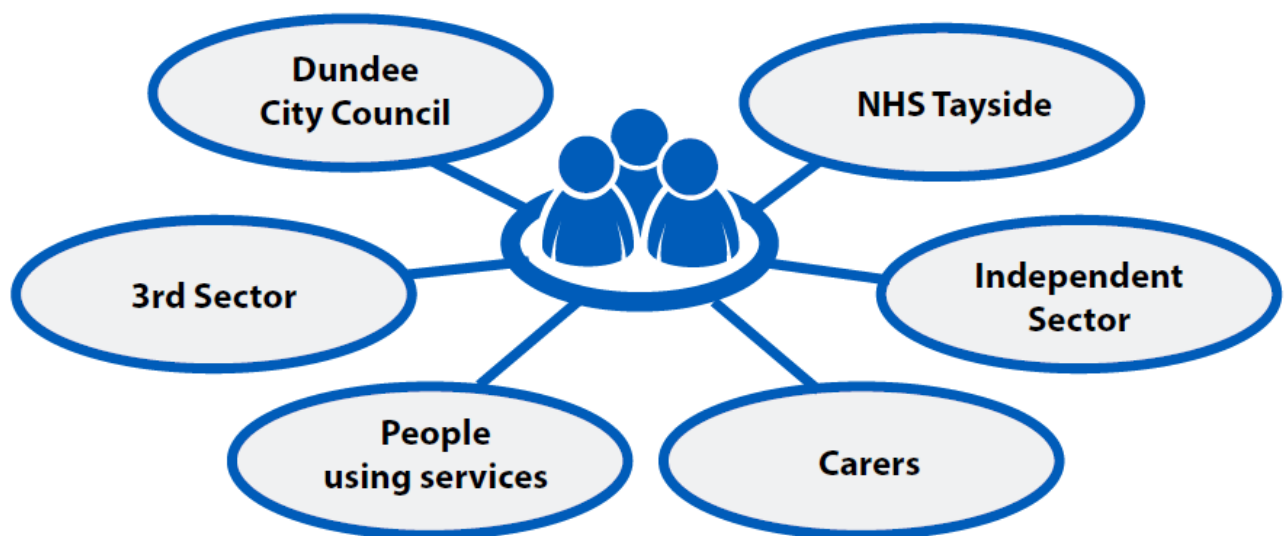 Dundee
City Council
NHS Tayside
3rd Sector
Independent
Sector
People
using services
Carers